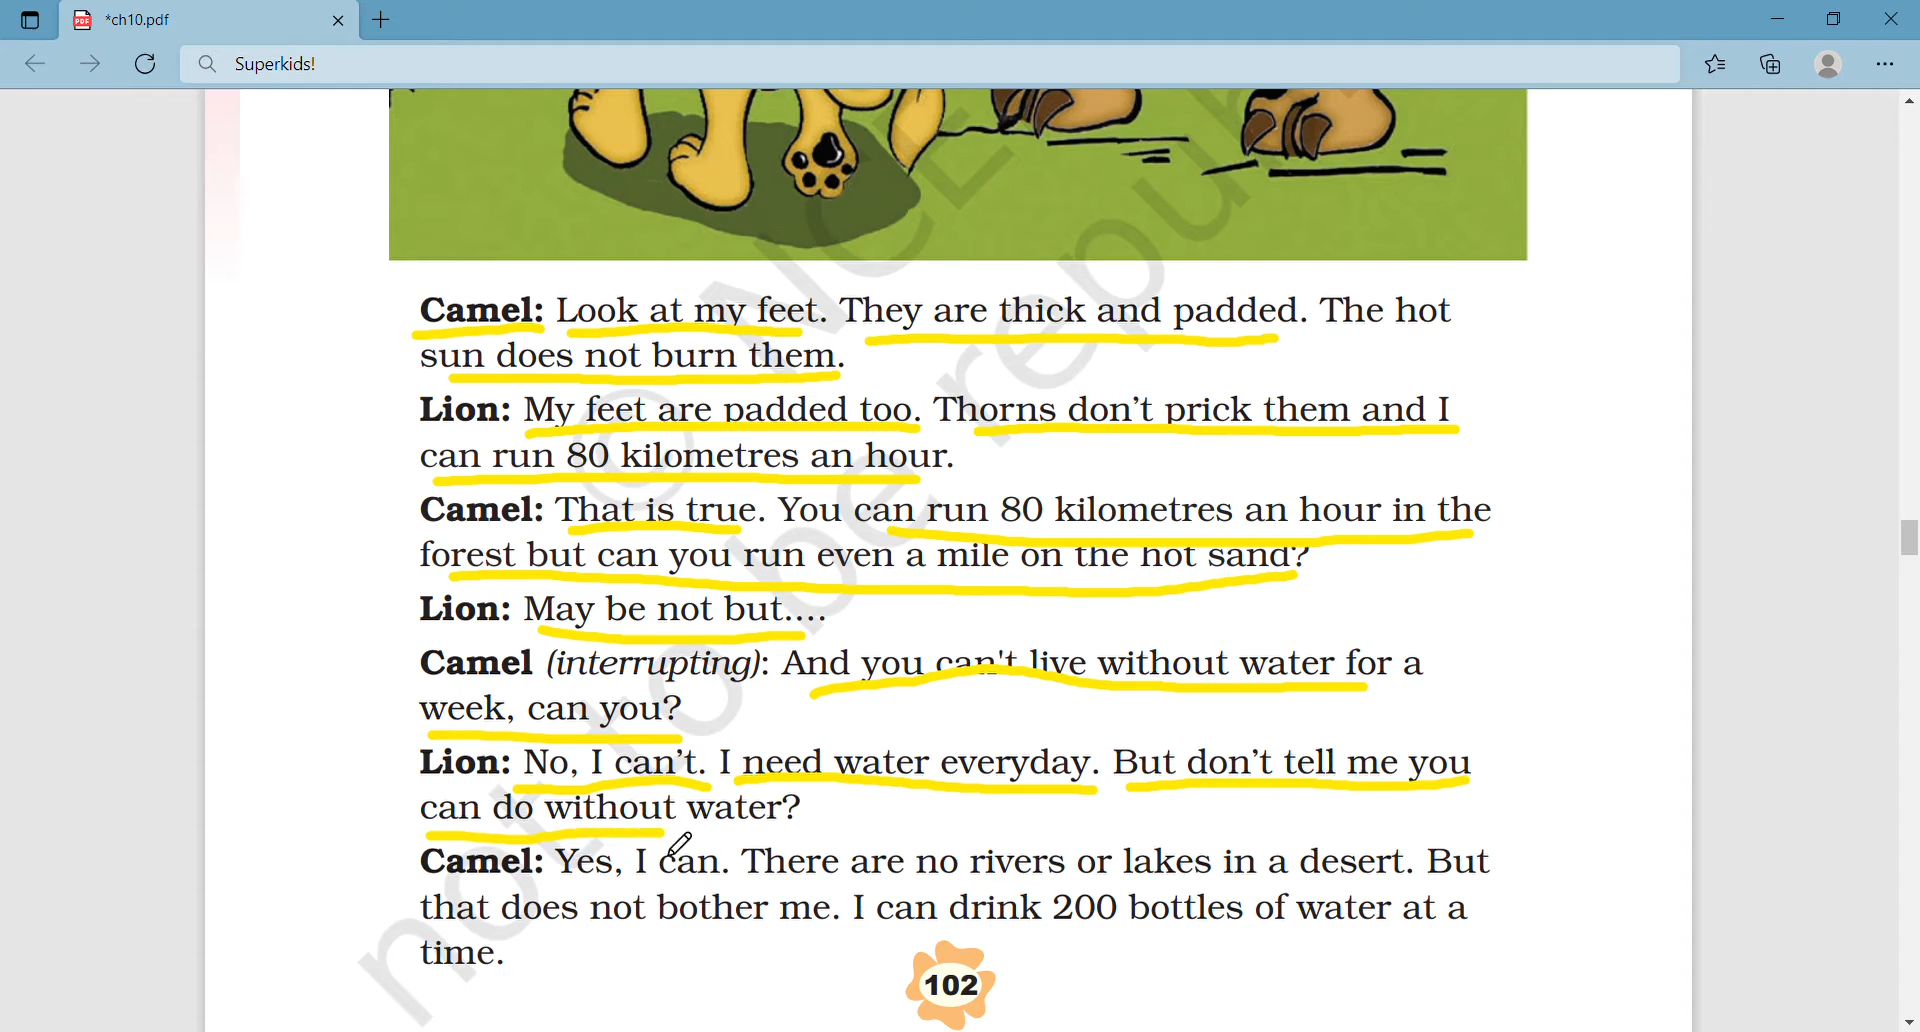 *ch10.pdf
Superkids!
Camel: Look at my feet. They are thick and padded. The hot
sun does not burn them.
Lion: My feet are padded too. Thorns don't prick them and I
can run 80 kilometres an hour.
Camel: That is true. You can run 80 kilometres an hour in the
forest but can you run even a mile on the hot sand?
Lion: May be not but....
Camel (interrupting): And you can't live without water for a
week, can you?
Lion: No, I can't. I need water everyday. But don't tell me you
can do without water?
Camel: Yes, I can. There are no rivers or lakes in a desert. But
that does not bother me. I can drink 200 bottles of water at a
time.
102
© NCE
not to be repu